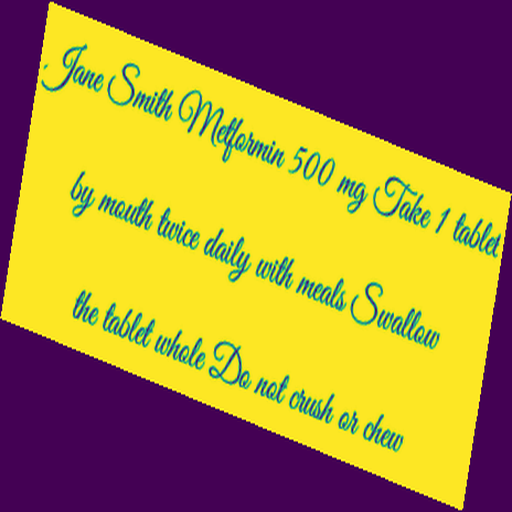 Jane Smith Metformin 500 mg Take 1 tablet
by mouth twice daily with meals Swallow
the tablet whole Do not crush or chew